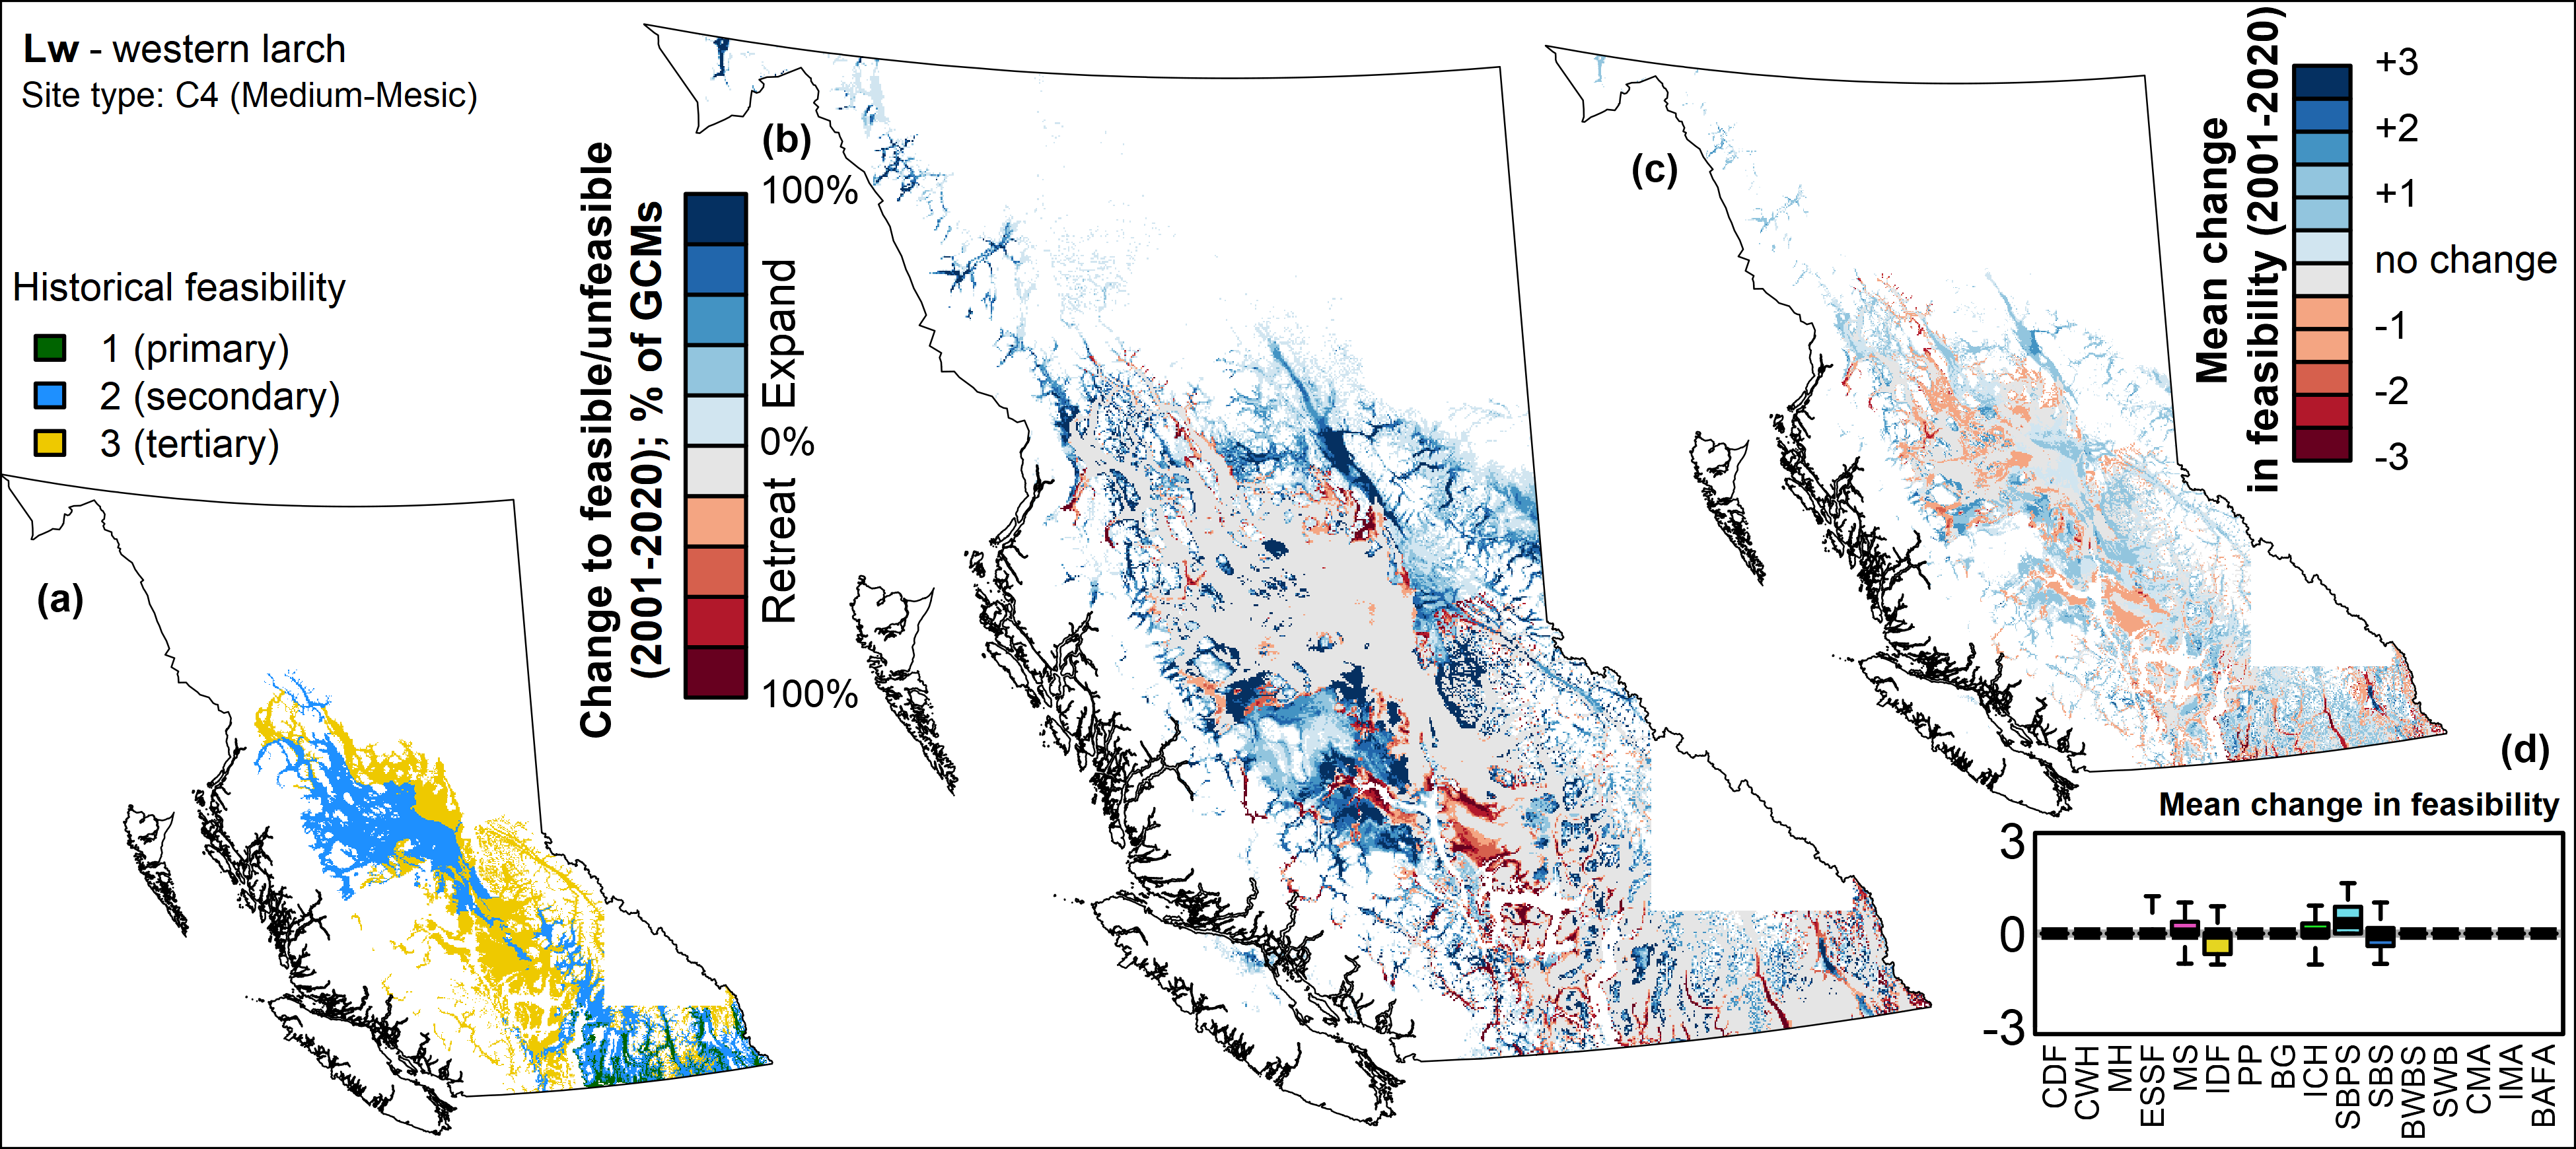 Lw - western larch
Site type: C4 (Medium-Mesic)
Historical feasibility
1 (primary)
2 (secondary)
3 (tertiary)
(a)
(b)
Change to feasible/unfeasible
(2001-2020); % of GCMs
100%
Expand
0%
Retreat
100%
(c)
Mean change
in feasibility (2001-2020)
+3
+2
+1
no change
-1
-2
-3
(d)
Mean change in feasibility
3
0
-3
CDF
CWH
MH
ESSF
MS
IDF
PP
BG
ICH
SBPS
SBS
BWBS
SWB
CMA
IMA
BAFA